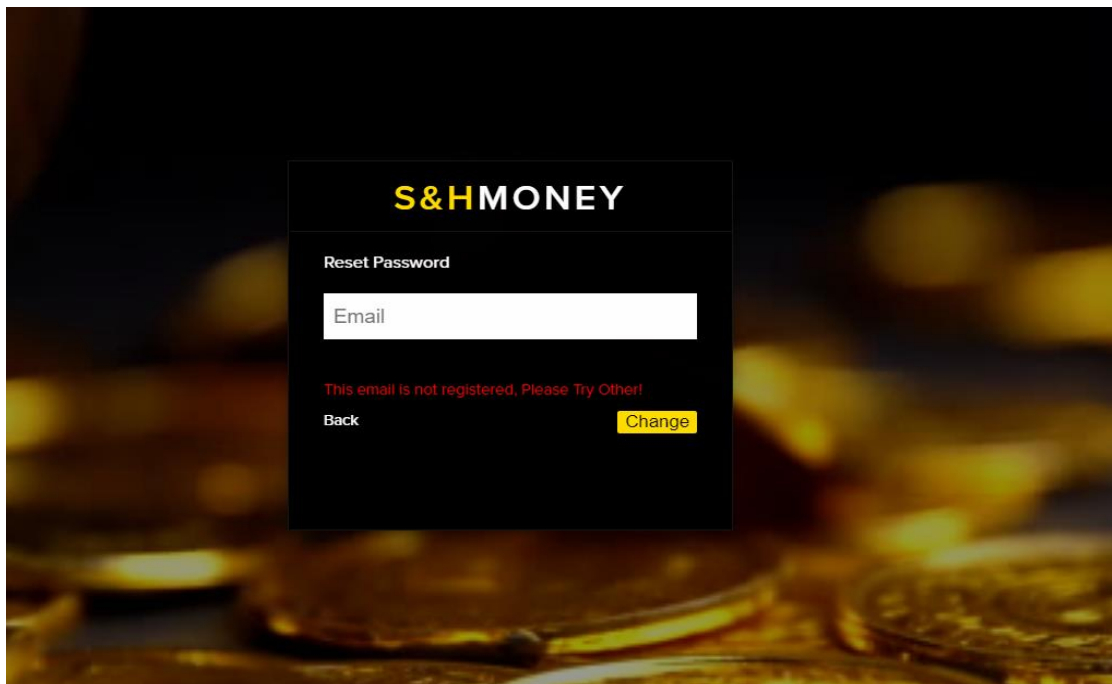 S&HMONEY
Reset Password
Email
This email is not registered, Please Try Other!
Back
Change